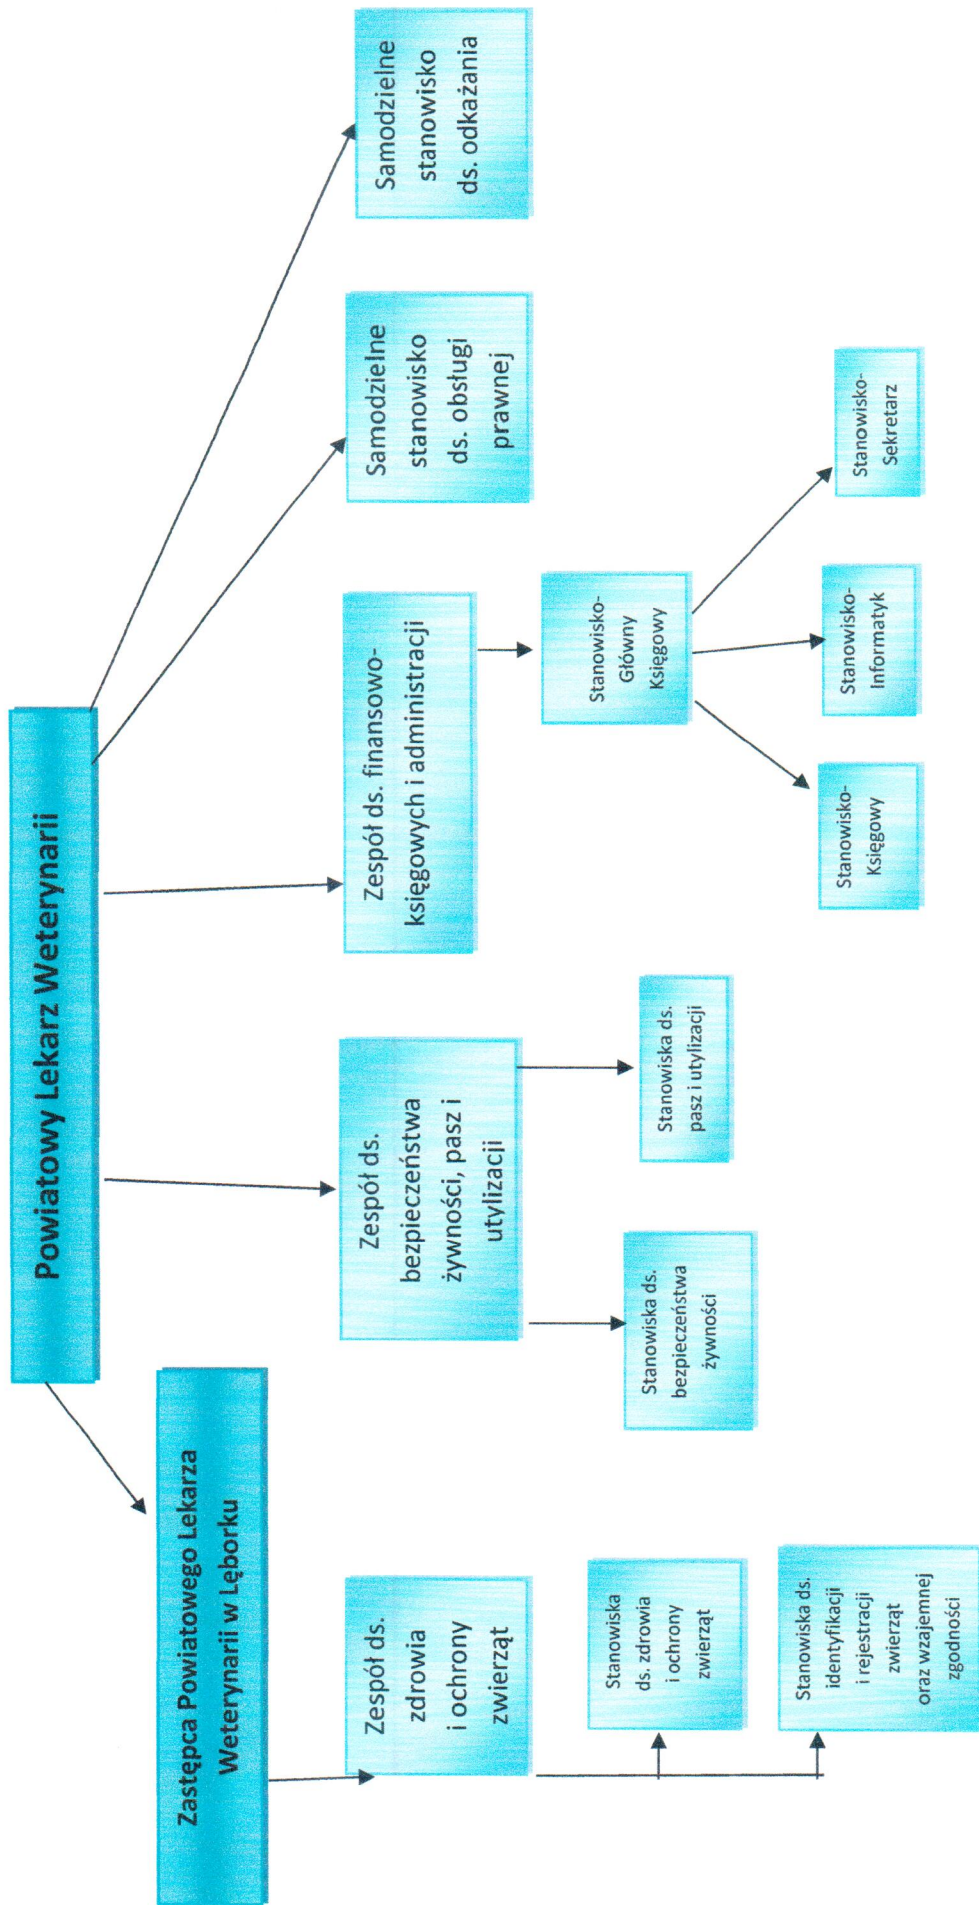 Powiatowy Lekarz Weterynarii
Zastępca Powiatowego Lekarza
Weterynarii w Lęborku
Zespół ds.
zdrowia
i ochrony
zwierząt
Stanowiska
ds. zdrowia
i ochrony
zwierząt
Stanowiska ds.
identyfikacji
i rejestracji
zwierząt
oraz wzajemnej
zgodności
Zespół ds.
bezpieczeństwa
żywności, pasz i
utylizacji
Stanowiska ds.
bezpieczeństwa
żywności
Stanowiska ds.
pasz i utylizacji
Zespół ds. finansowo-
księgowych i administracji
Stanowisko-
Główny
Księgowy
Stanowisko-
Księgowy
Stanowisko-
Informatyk
Stanowisko-
Sekretarz
Samodzielne
stanowisko
ds. obsługi
prawnej
Samodzielne
stanowisko
ds. odkażania